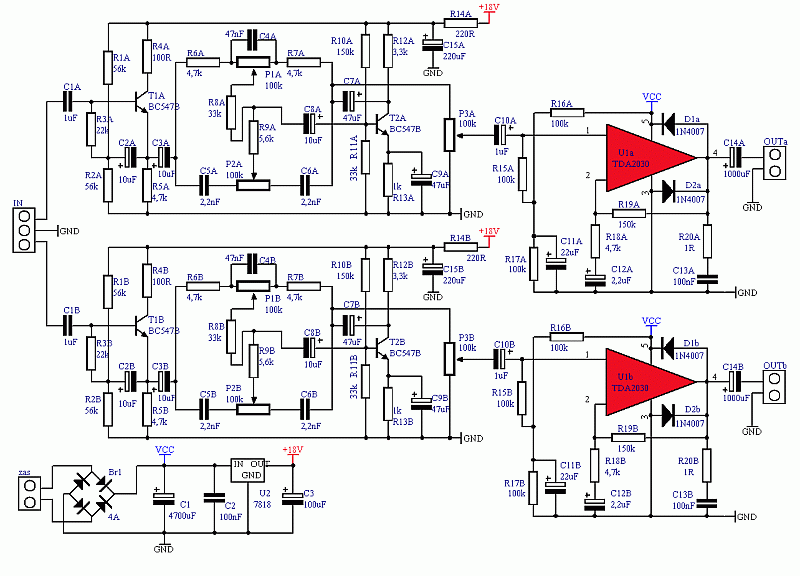 +18V
R14A
220R
47nF
C4A
R10A
150k
R12A
3,3k
C15A
220uF
GND
R1A
56k
R4A
100R
R6A
4,7k
R7A
4,7k
P1A
100k
C7A
47uF
C1A
1uF
T1A
BC547B
R3A
22k
R8A
33k
R9A
5,6k
C8A
10uF
T2A
BC547B
P3A
100k
C10A
1uF
R16A
100k
VCC
5
D1a
1N4007
1
U1a
TDA2030
4
C14A
1000uF
OUTa
GND
2
3
D2a
1N4007
R15A
100k
C2A
10uF
C3A
10uF
P2A
100k
R11A
33k
R2A
56k
R5A
4,7k
C5A
2,2nF
C6A
2,2nF
1k
R13A
C9A
47uF
GND
R19A
150k
R18A
4,7k
R20A
1R
R17A
100k
C11A
22uF
C12A
2,2uF
C13A
100nF
GND
IN
GND
+18V
R14B
220R
47nF
C4B
R10B
150k
R12B
3,3k
C15B
220uF
GND
R1B
56k
R4B
100R
R6B
4,7k
R7B
4,7k
P1B
100k
C7B
47uF
C1B
1uF
T1B
BC547B
R3B
22k
R8B
33k
R9B
5,6k
C8B
10uF
T2B
BC547B
P3B
100k
C10B
1uF
R16B
100k
VCC
5
D1b
1N4007
1
U1b
TDA2030
4
C14B
1000uF
OUTb
GND
2
3
D2b
1N4007
R15B
100k
C2B
10uF
C3B
10uF
P2B
100k
R11B
33k
R2B
56k
R5B
4,7k
C5B
2,2nF
C6B
2,2nF
1k
R13B
C9B
47uF
GND
R19B
150k
R18B
4,7k
R20B
1R
R17B
100k
C11B
22uF
C12B
2,2uF
C13B
100nF
GND
zas
Br1
4A
VCC
C1
4700uF
GND
C2
100nF
IN OUT
GND
U2
7818
+18V
C3
100uF